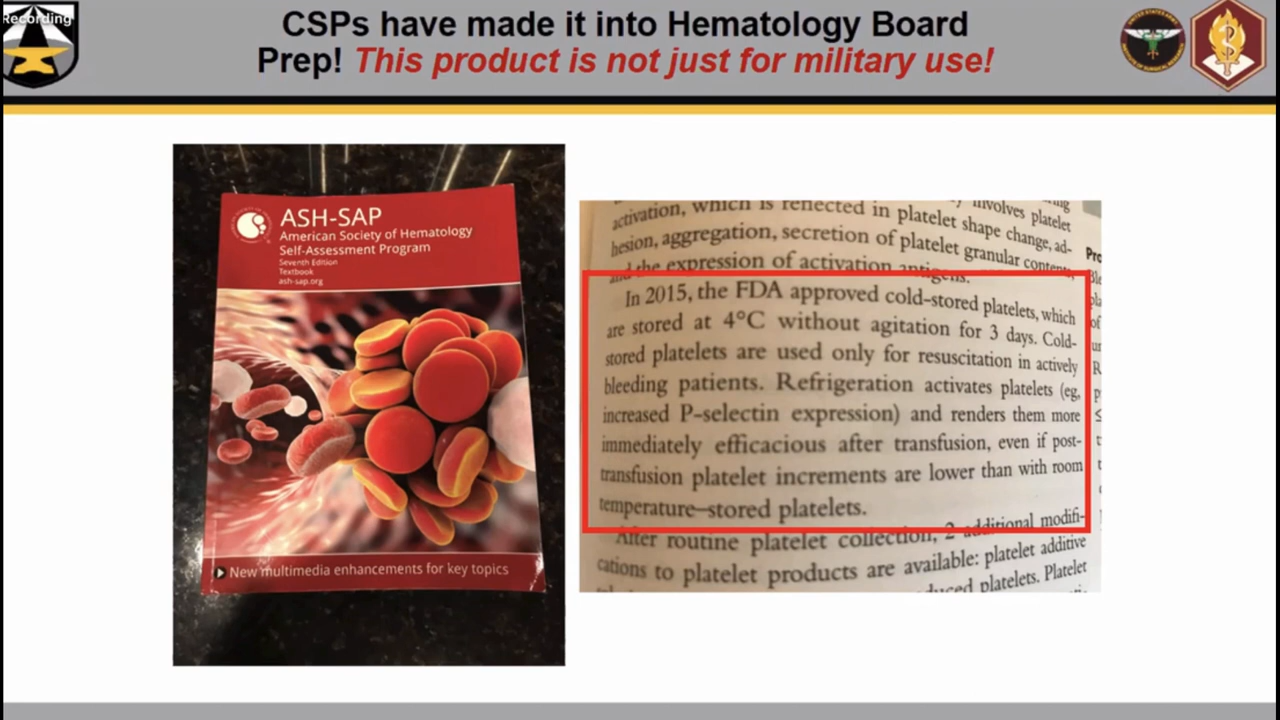 Recording
CSPs have made it into Hematology Board
Prep! This product is not just for military use!
ASH-SAP
American Society of Hematology
Self-Assessment Program
Seventh Edition
Textbook
ash-sap.org
New multimedia enhancements for key topics
involves platelet
activation, which is reflected in platelet shape change, ad-
hesion, aggregation, secretion of platelet granular contents,
and the expression of activation antigens.
In 2015, the FDA approved cold-stored platelets, which
are stored at 4°C without agitation for 3 days. Cold-
stored platelets are used only for resuscitation in actively
bleeding patients. Refrigeration activates platelets (eg,
increased P-selectin expression) and renders them more
immediately efficacious after transfusion, even if post-
transfusion platelet increments are lower than with room
temperature–stored platelets.
After routine platelet collection, 2 additional modifi-
cations to platelet products are available: platelet additive
platelets. Platelet